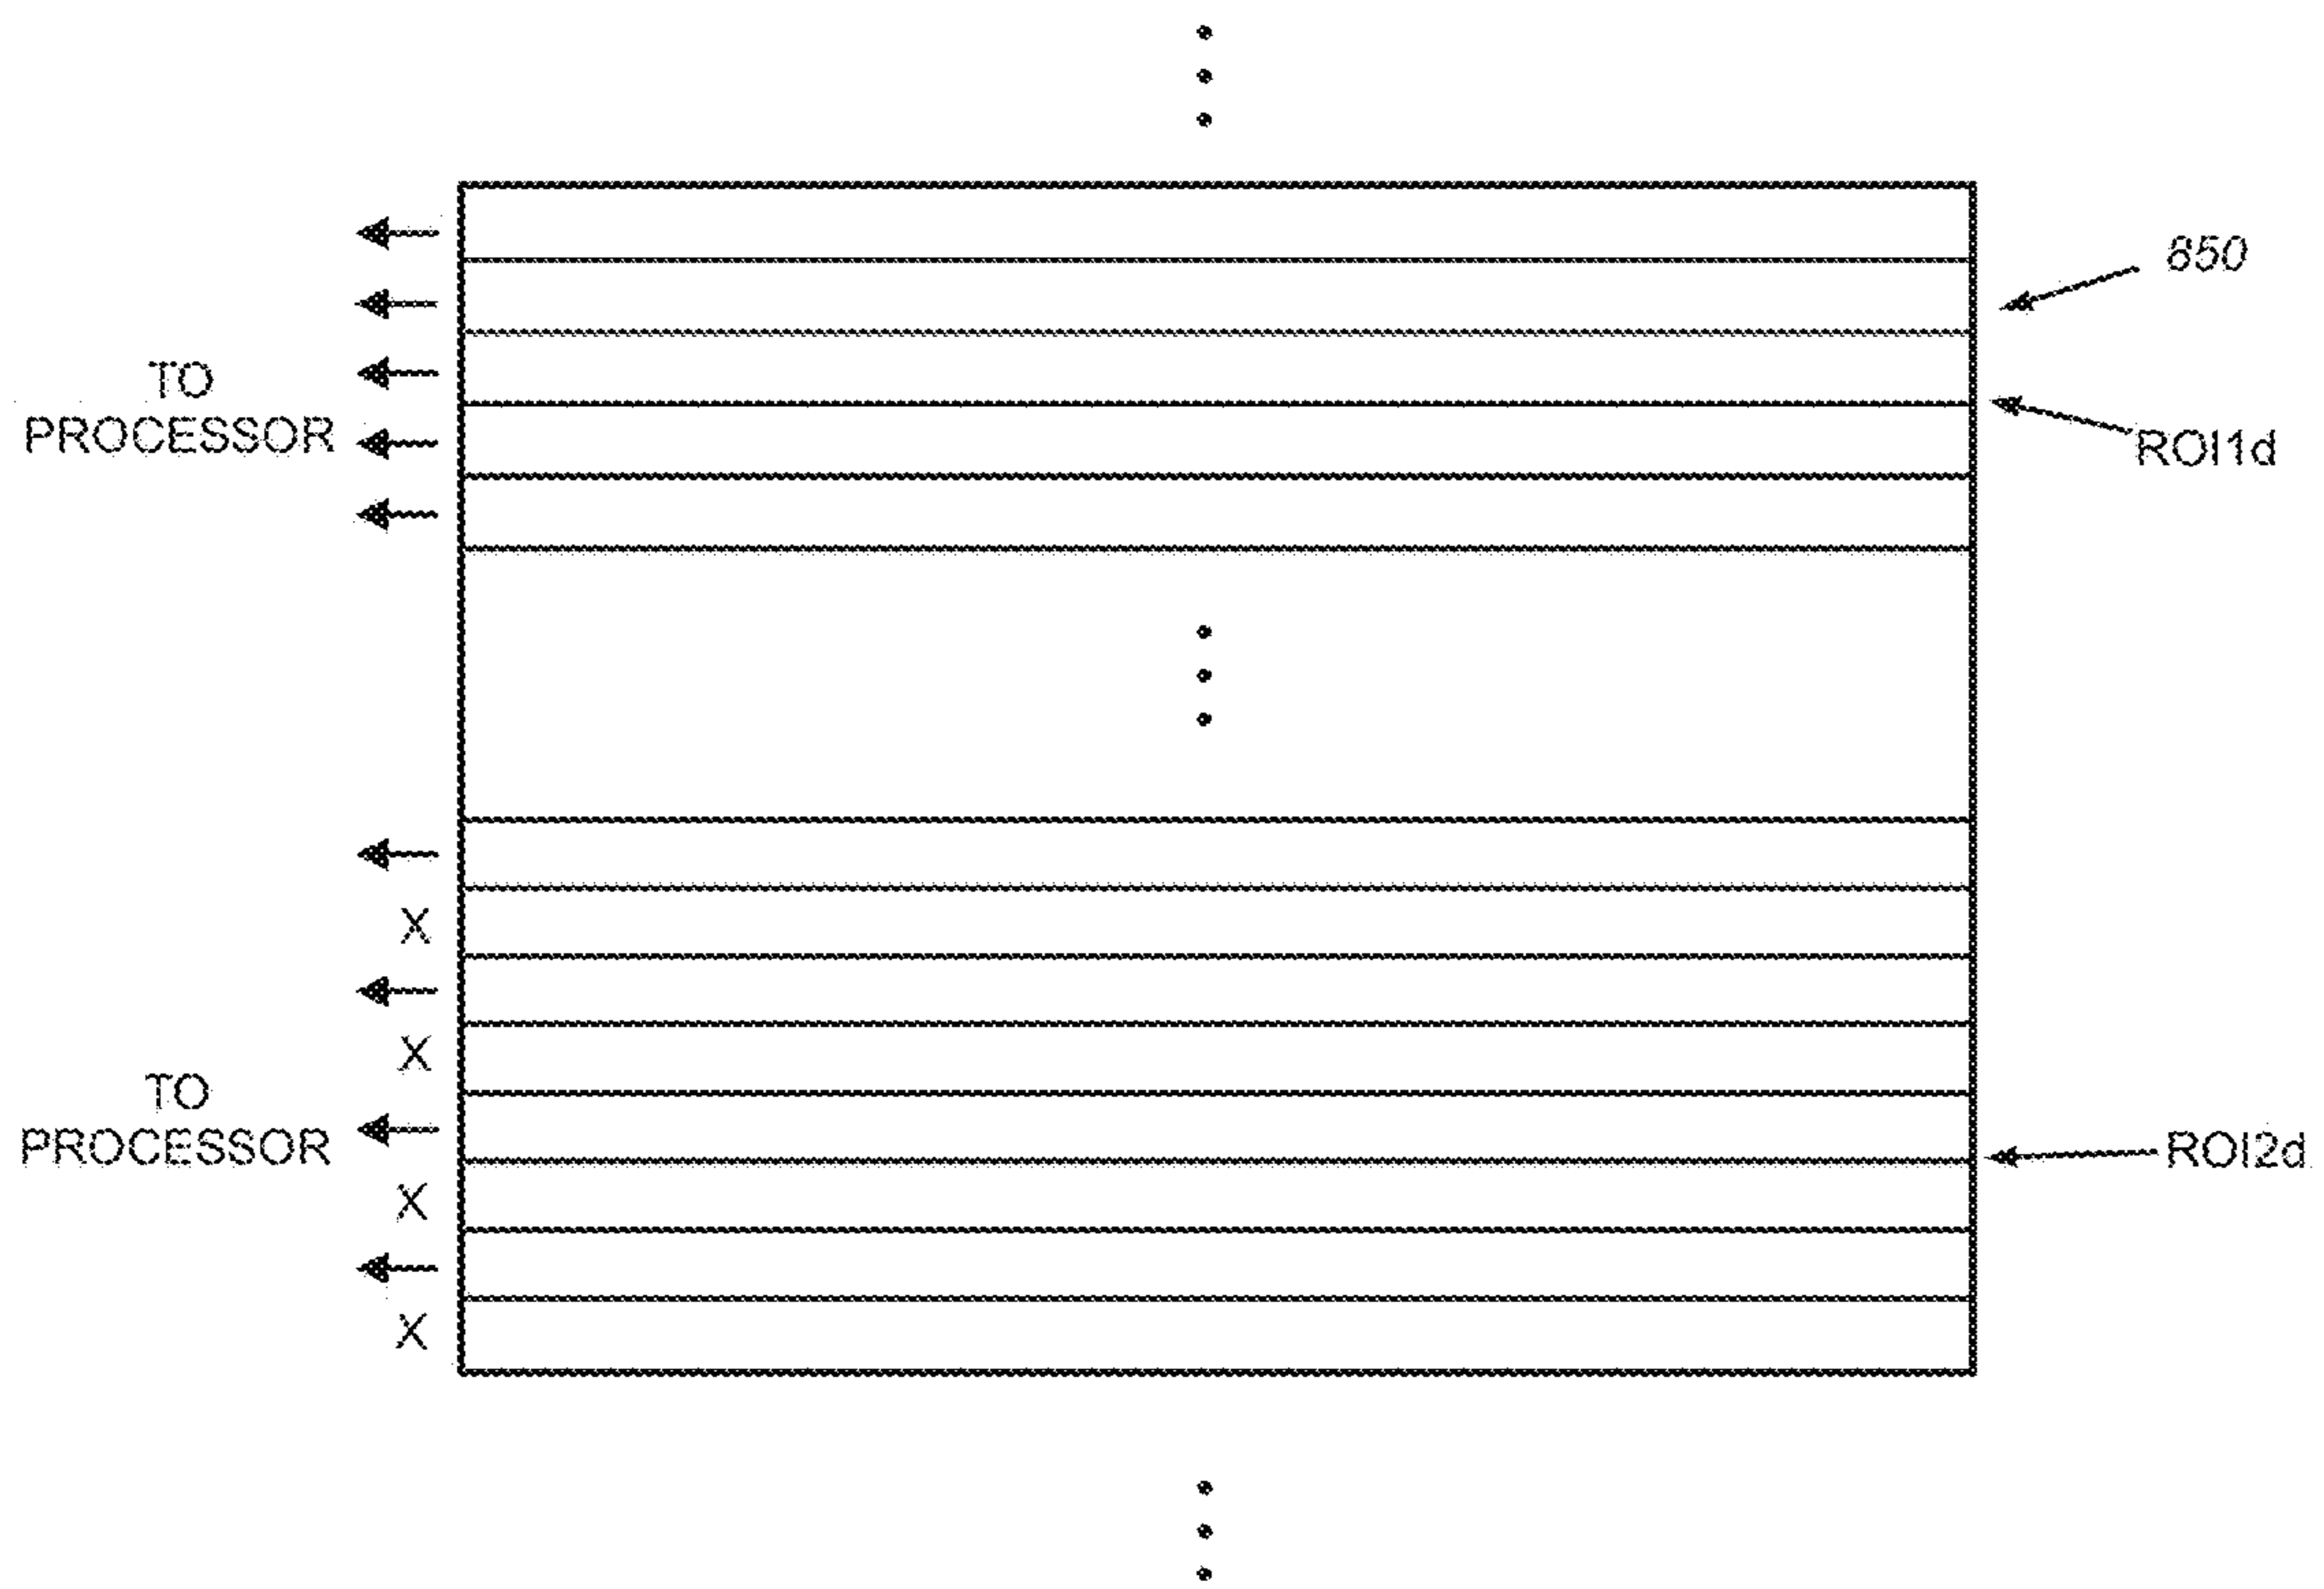 850
TO
PROCESSOR
ROI1d
X
X
TO
PROCESSOR
ROI2d
X
X